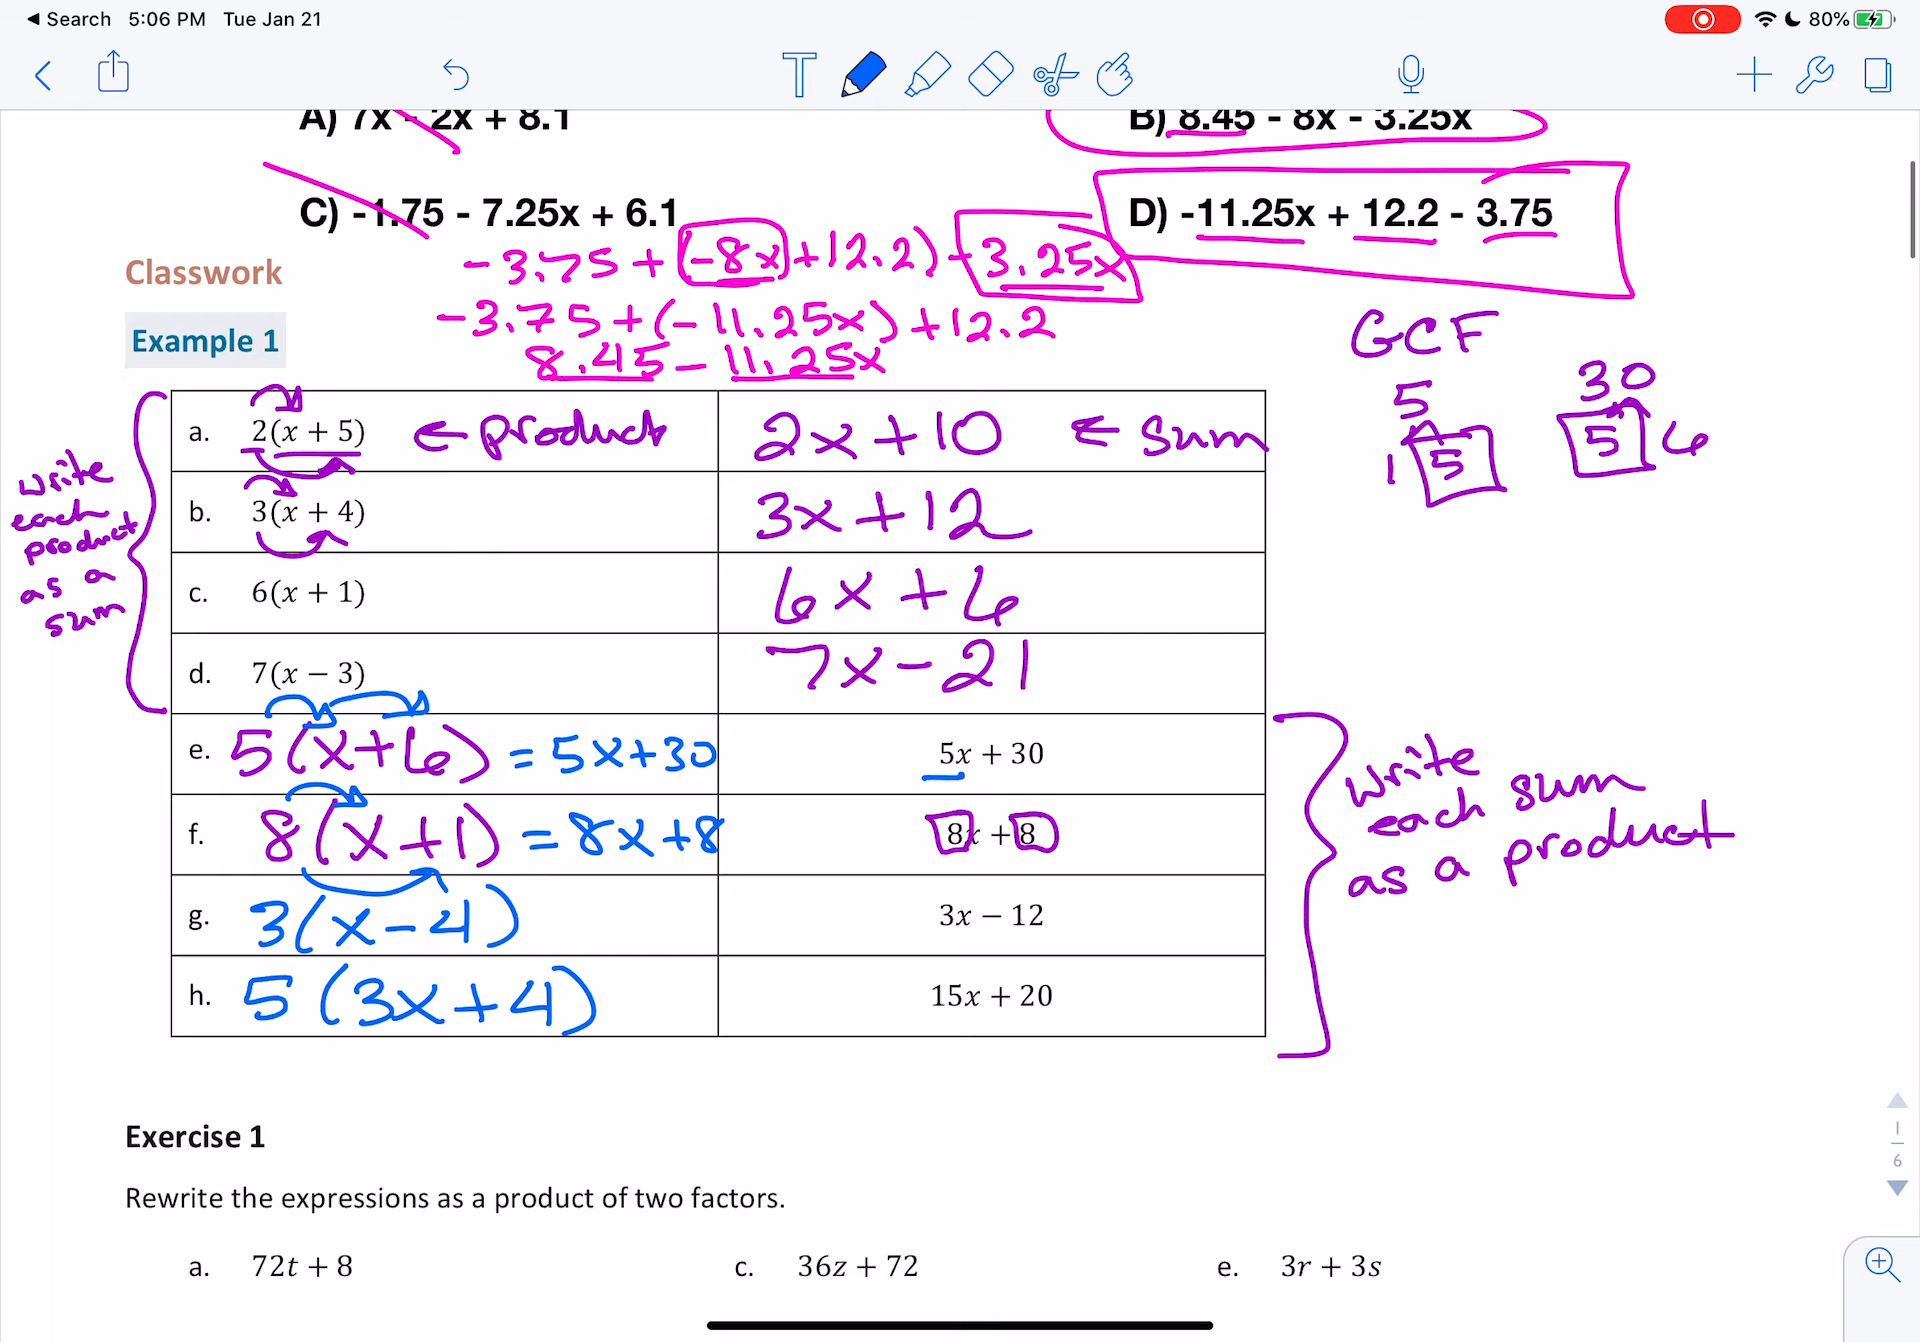 Search 5:06 PM Tue Jan 21 80%
A) 7x - 2x + 8.1 B) 8.45 - 8x - 3.25x
C) -1.75 - 7.25x + 6.1 D) -11.25x + 12.2 - 3.75
-3.75 + (-8x + 12.2) - 3.25x
Classwork
-3.75 + (-11.25x) + 12.2
Example 1
8.45 - 11.25x
GCF
5 30
1 5 5 6
a. 2(x + 5) ← product 2x + 10 ← sum
b. 3(x + 4) 3x + 12
c. 6(x + 1) 6x + 6
d. 7(x − 3) 7x - 21
write
each
product
as a
sum
e. 5(x+6) = 5x+30 5x + 30
f. 8(x+1) = 8x+8 8x + 8
g. 3(x-4) 3x − 12
h. 5(3x+4) 15x + 20
write
each sum
as a product
Exercise 1
Rewrite the expressions as a product of two factors.
a. 72t + 8 c. 36z + 72 e. 3r + 3s
1
6